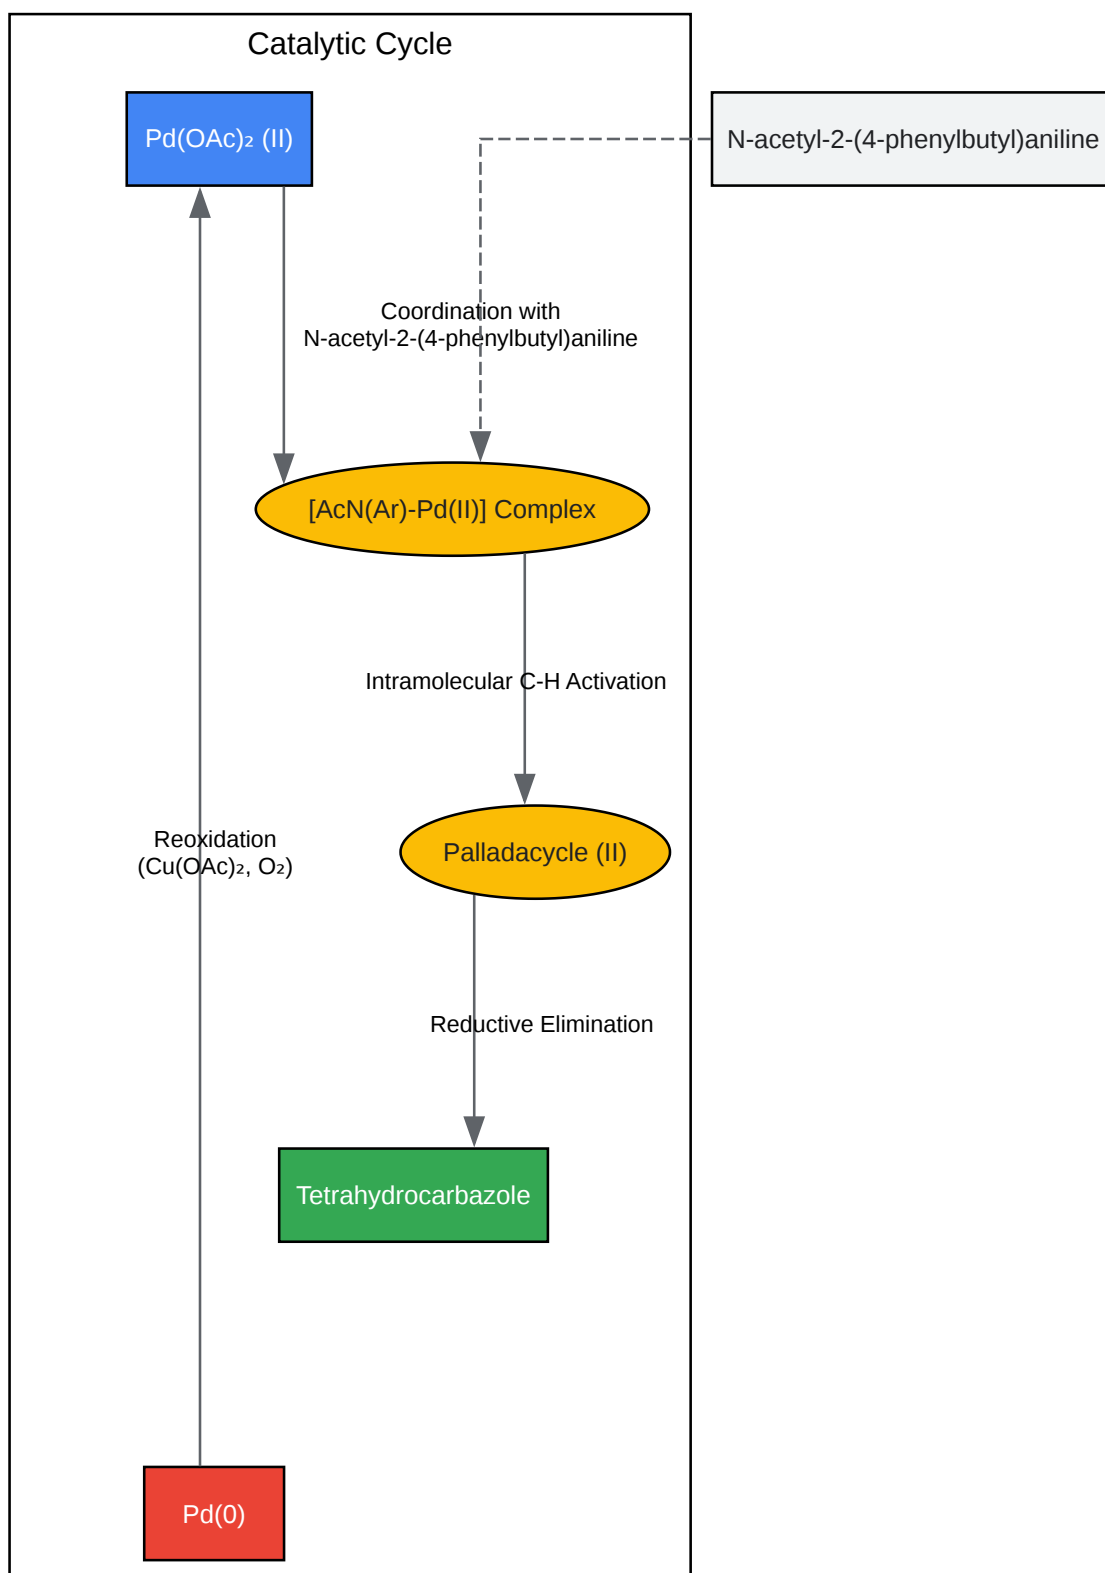 Catalytic Cycle
Pd(OAc)₂ (II)
N-acetyl-2-(4-phenylbutyl)aniline
Coordination with
N-acetyl-2-(4-phenylbutyl)aniline
[AcN(Ar)-Pd(II)] Complex
Intramolecular C-H Activation
Palladacycle (II)
Reoxidation
(Cu(OAc)₂, O₂)
Reductive Elimination
Tetrahydrocarbazole
Pd(0)